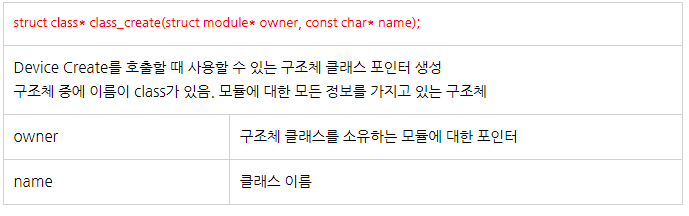 struct class* class_create(struct module* owner, const char* name);
Device Create를 호출할 때 사용할 수 있는 구조체 클래스 포인터 생성
구조체 중에 이름이 class가 있음. 모듈에 대한 모든 정보를 가지고 있는 구조체
owner
구조체 클래스를 소유하는 모듈에 대한 포인터
name
클래스 이름